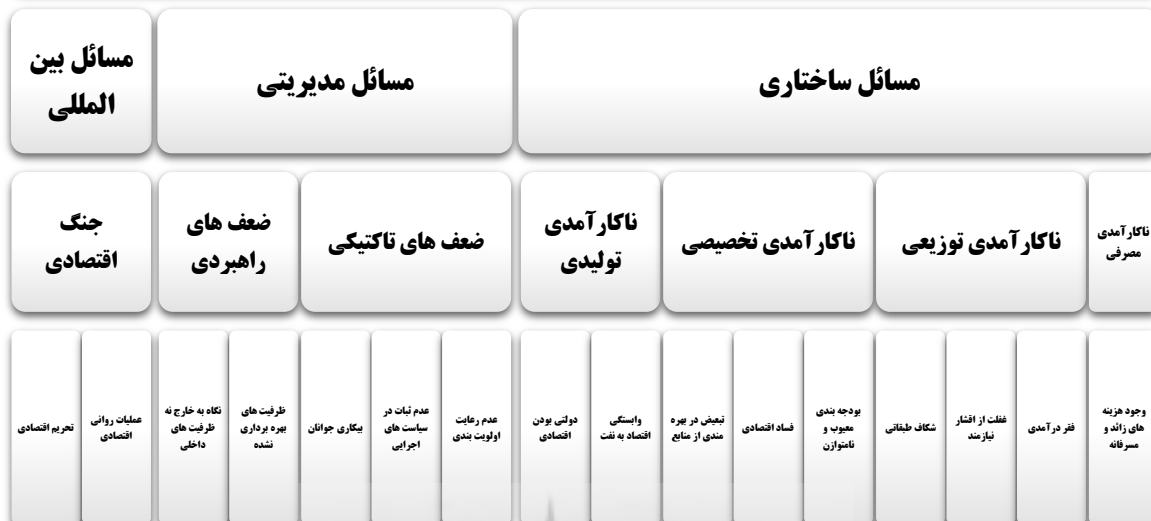 مسائل ساختاری
مسائل مدیریتی
مسائل بین
المللی
ناکارآمدی
مصرفی
ناکارآمدی توزیعی
ناکارآمدی تخصیصی
ناکارآمدی
تولیدی
ضعف های تاکتیکی
ضعف های
راهبردی
جنگ
اقتصادی
وجود هزینه
های زائد و
مسرفانه
فقر درآمدی
غفلت از اقشار
نیازمند
شکاف طبقاتی
بودجه بندی
معیوب و
نامتوازن
فساد اقتصادی
تبعیض در بهره
مندی از منابع
وابستگی
اقتصاد به نفت
دولتی بودن
اقتصادی
عدم رعایت
اولویت بندی
عدم ثبات در
سیاست های
اجرایی
بیکاری جوانان
ظرفیت های
بهره برداری
نشده
نگاه به خارج نه
ظرفیت های
داخلی
عملیات روانی
اقتصادی
تحریم اقتصادی